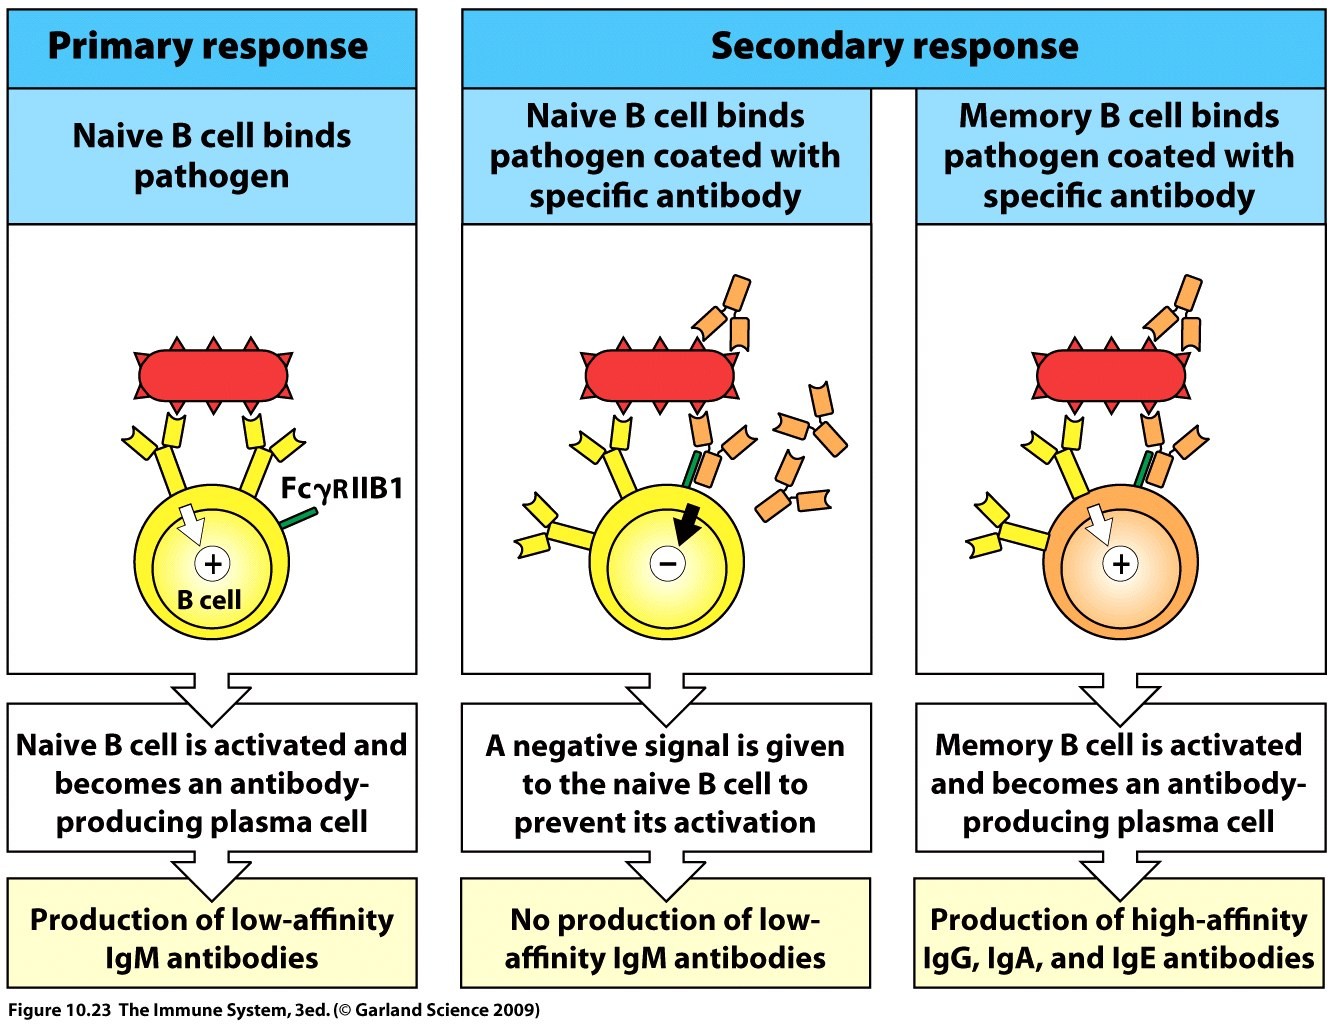 Primary response
Naive B cell binds
pathogen
FcγRIIB1
+
B cell
Naive B cell is activated and
becomes an antibody-
producing plasma cell
Production of low-affinity
IgM antibodies
Secondary response
Naive B cell binds
pathogen coated with
specific antibody
–
A negative signal is given
to the naive B cell to
prevent its activation
No production of low-
affinity IgM antibodies
Memory B cell binds
pathogen coated with
specific antibody
+
Memory B cell is activated
and becomes an antibody-
producing plasma cell
Production of high-affinity
IgG, IgA, and IgE antibodies
Figure 10.23 The Immune System, 3ed. (© Garland Science 2009)